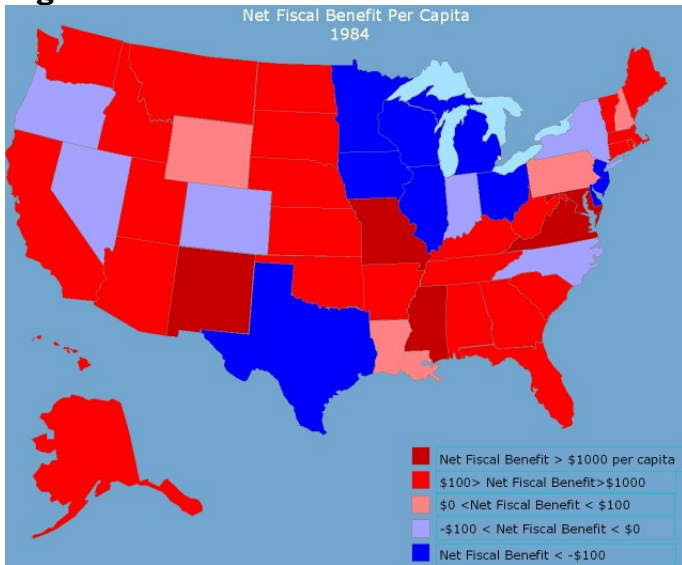 Net Fiscal Benefit Per Capita
1984
Net Fiscal Benefit > $1000 per capita
$100> Net Fiscal Benefit>$1000
$0 <Net Fiscal Benefit < $100
-$100 < Net Fiscal Benefit < $0
Net Fiscal Benefit < -$100